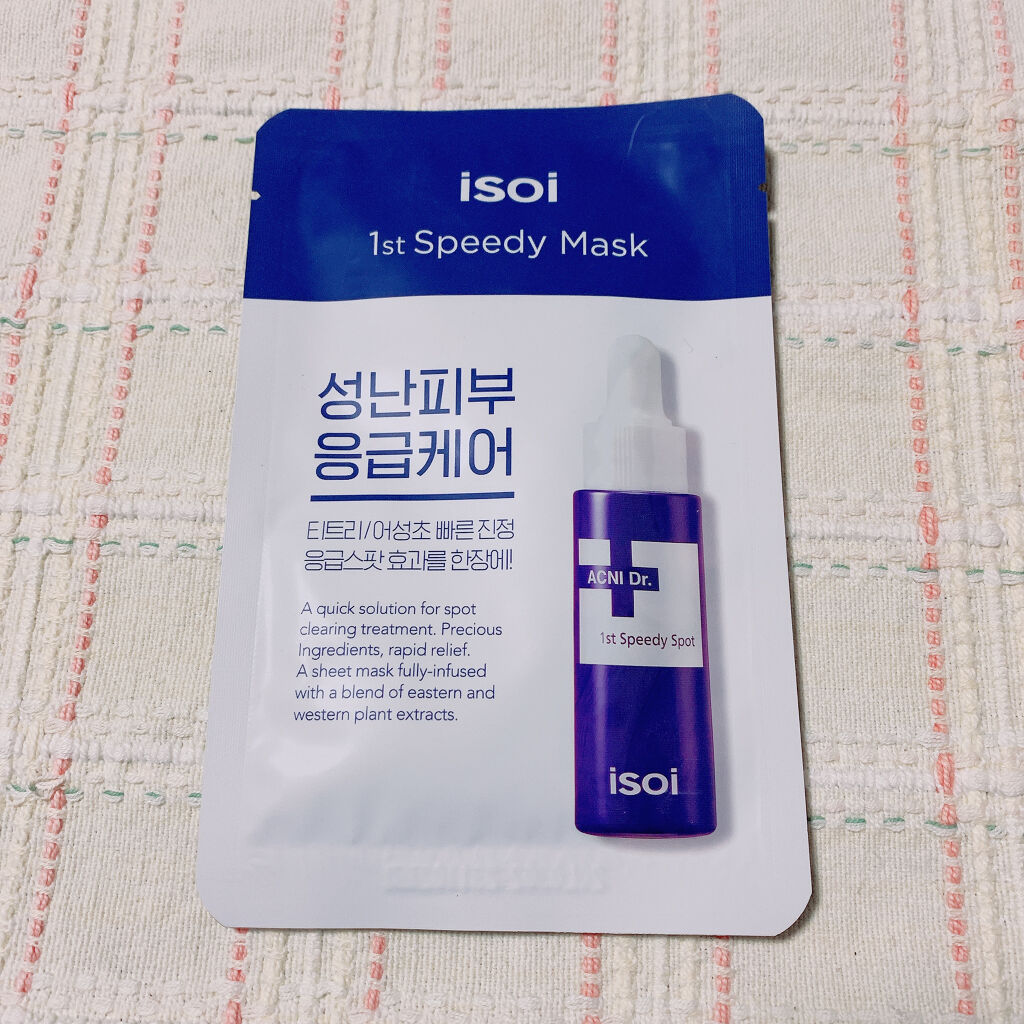 isoi
1st Speedy Mask
성난피부
응급케어
티트리/어성초 빠른 진정
응급스팟 효과를 한장에!
A quick solution for spot
clearing treatment. Precious
Ingredients, rapid relief.
A sheet mask fully-infused
with a blend of eastern and
western plant extracts.
ACNI Dr.
1st Speedy Spot
isoi